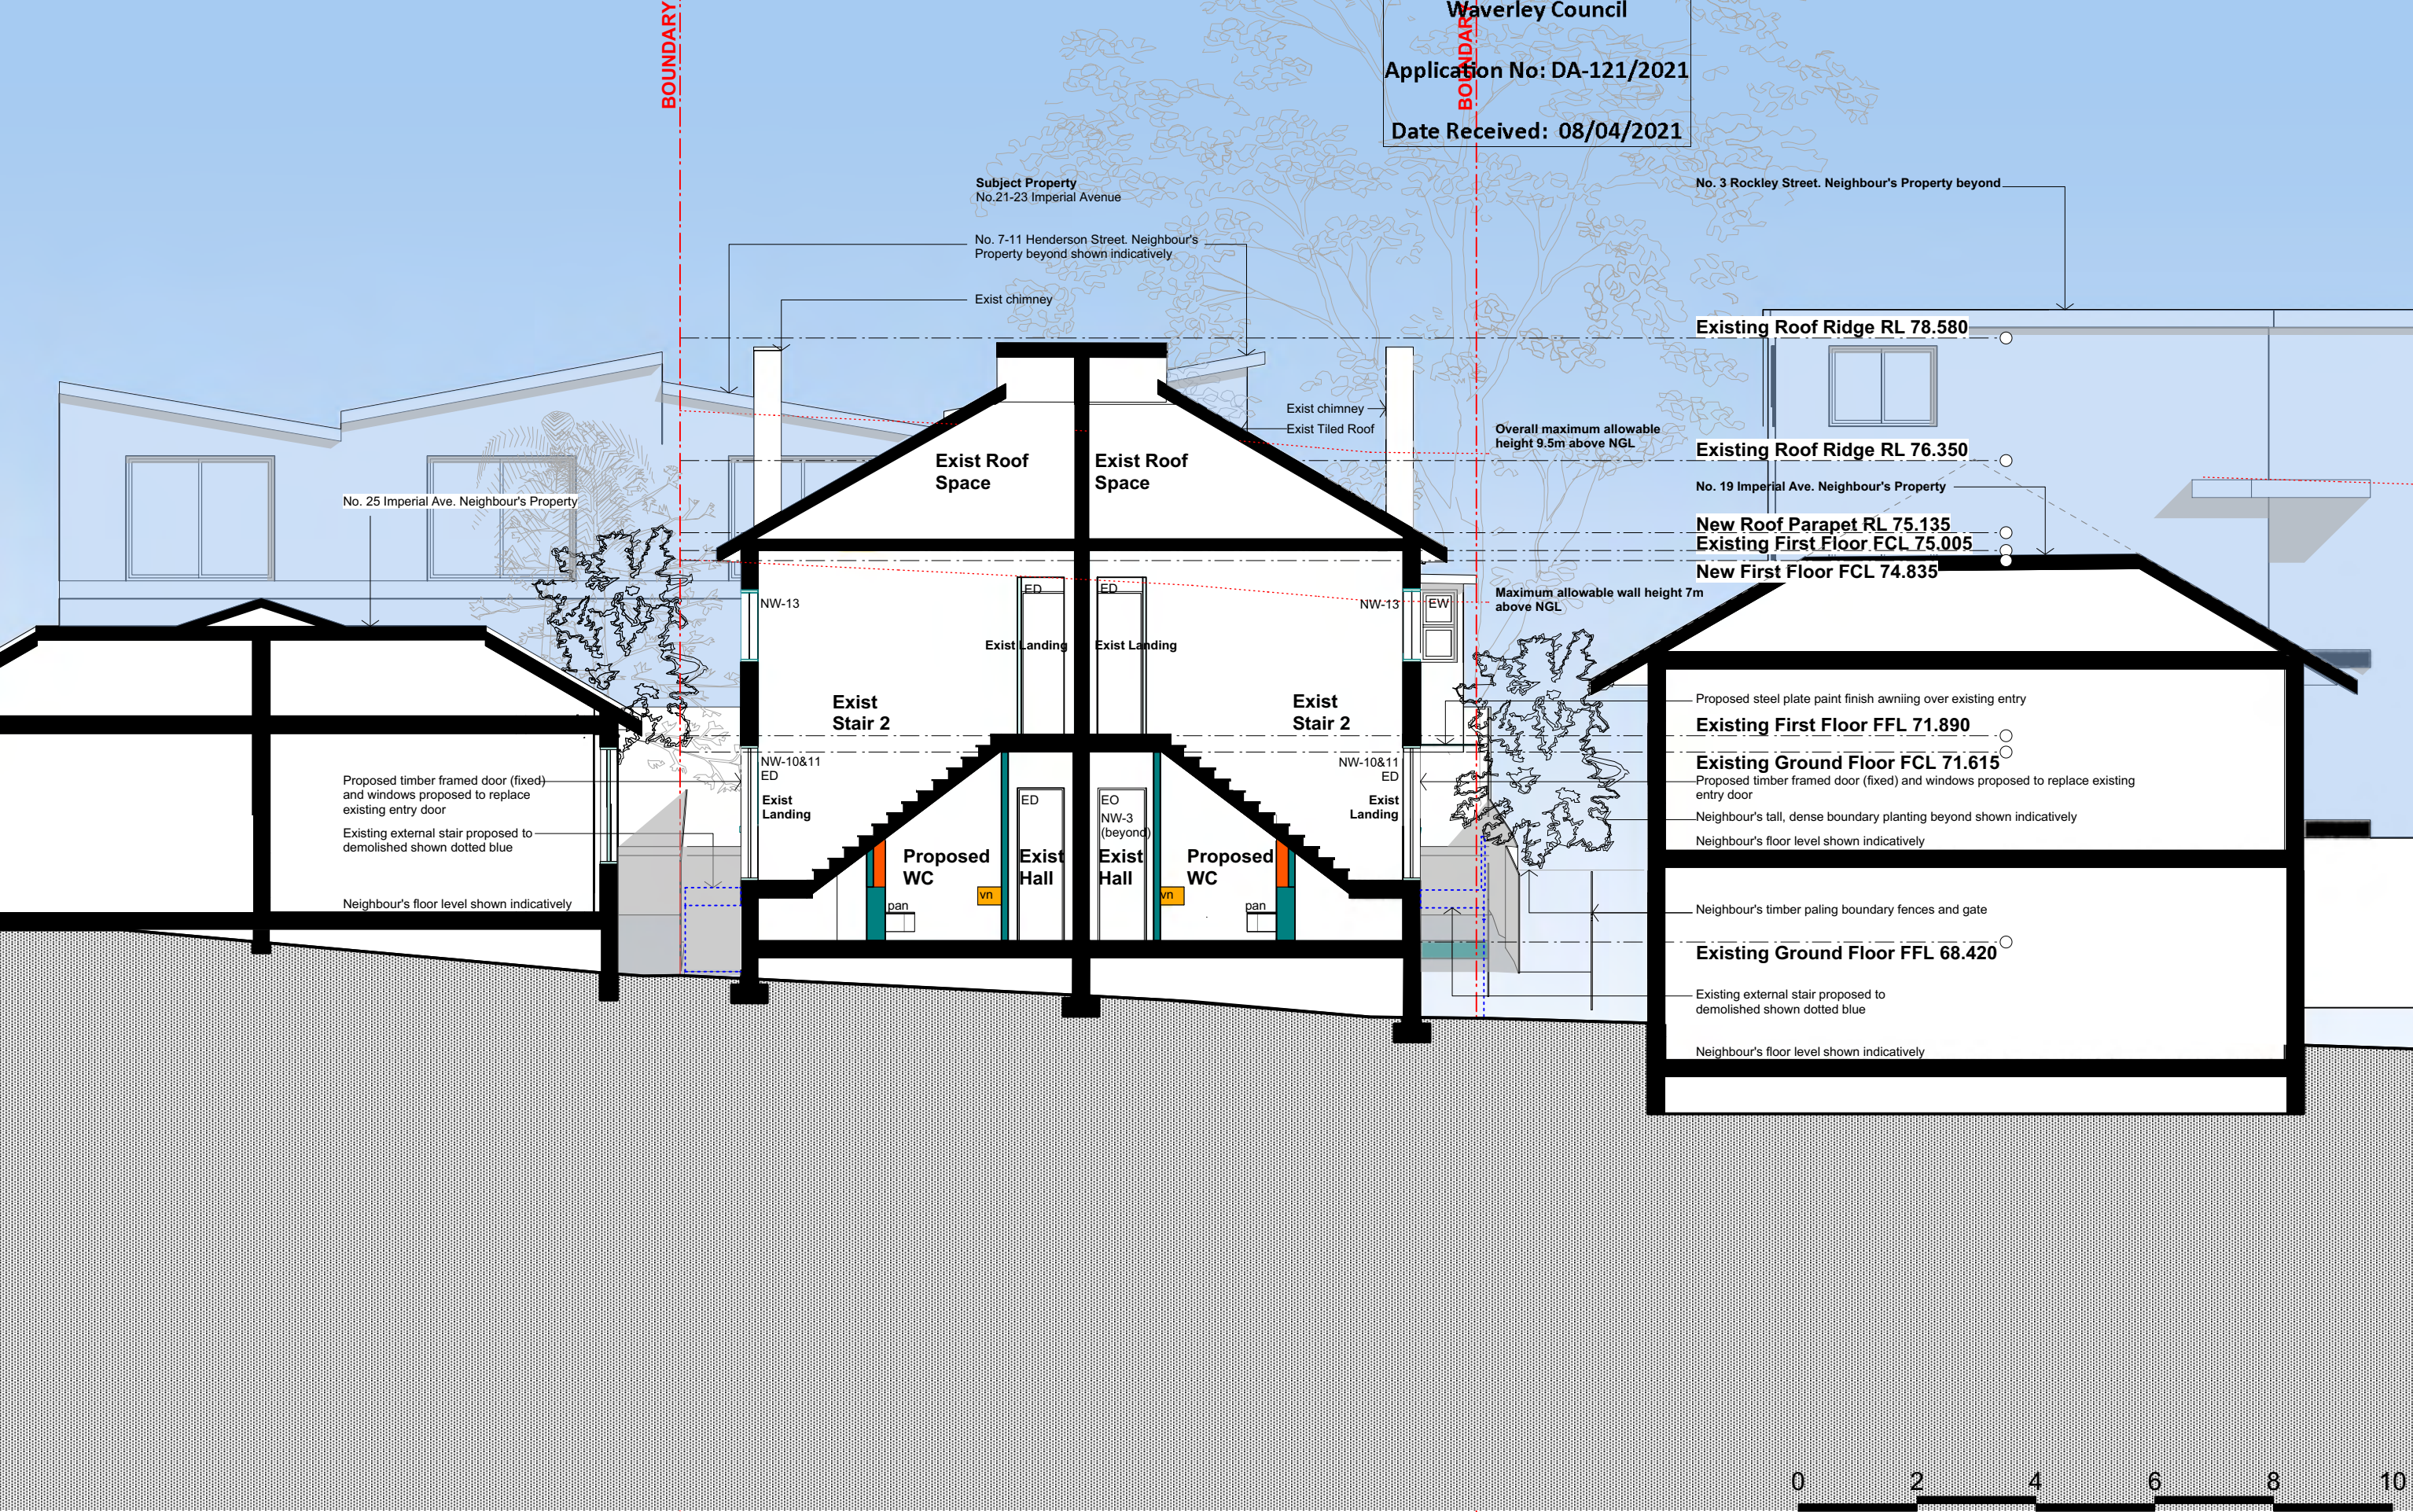 Waverley Council
Application No: DA-121/2021
Date Received: 08/04/2021
BOUNDARY
BOUNDARY
Subject Property
No.21-23 Imperial Avenue
No. 7-11 Henderson Street. Neighbour's
Property beyond shown indicatively
Exist chimney
No. 3 Rockley Street. Neighbour's Property beyond
Existing Roof Ridge RL 78.580
Exist chimney
Exist Tiled Roof
Overall maximum allowable
height 9.5m above NGL
Existing Roof Ridge RL 76.350
No. 19 Imperial Ave. Neighbour's Property
New Roof Parapet RL 75.135
Existing First Floor FCL 75.005
New First Floor FCL 74.835
Maximum allowable wall height 7m
above NGL
No. 25 Imperial Ave. Neighbour's Property
Exist Roof
Space
Exist Roof
Space
NW-13
ED
ED
NW-13
EW
Exist Landing
Exist Landing
Exist
Stair 2
Exist
Stair 2
Proposed steel plate paint finish awniing over existing entry
Existing First Floor FFL 71.890
Existing Ground Floor FCL 71.615
Proposed timber framed door (fixed) and windows proposed to replace existing
entry door
Neighbour's tall, dense boundary planting beyond shown indicatively
Neighbour's floor level shown indicatively
Proposed timber framed door (fixed)
and windows proposed to replace
existing entry door
Existing external stair proposed to
demolished shown dotted blue
Neighbour's floor level shown indicatively
NW-10&11
ED
Exist
Landing
NW-10&11
ED
Exist
Landing
ED
EO
NW-3
(beyond)
Proposed
WC
Exist
Hall
Exist
Hall
Proposed
WC
vn
vn
pan
pan
Neighbour's timber paling boundary fences and gate
Existing Ground Floor FFL 68.420
Existing external stair proposed to
demolished shown dotted blue
Neighbour's floor level shown indicatively
0 2 4 6 8 10